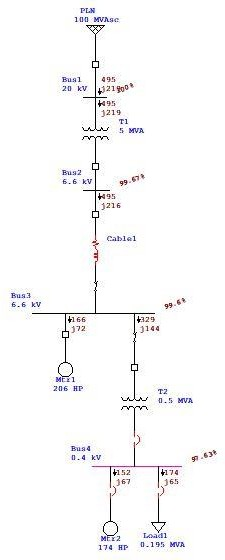 PLN
100 MVAsc
Bus1 495
20 kV j219 100%
495
j219
T1
5 MVA
Bus2 99.67%
6.6 kV 495
j216
Cable1
Bus3 99.6%
6.6 kV
166 329
j72 j144
Mtr1
206 HP
T2
0.5 MVA
Bus4 97.63%
0.4 kV
152 174
j67 j65
Mtr2 Load1
174 HP 0.195 MVA